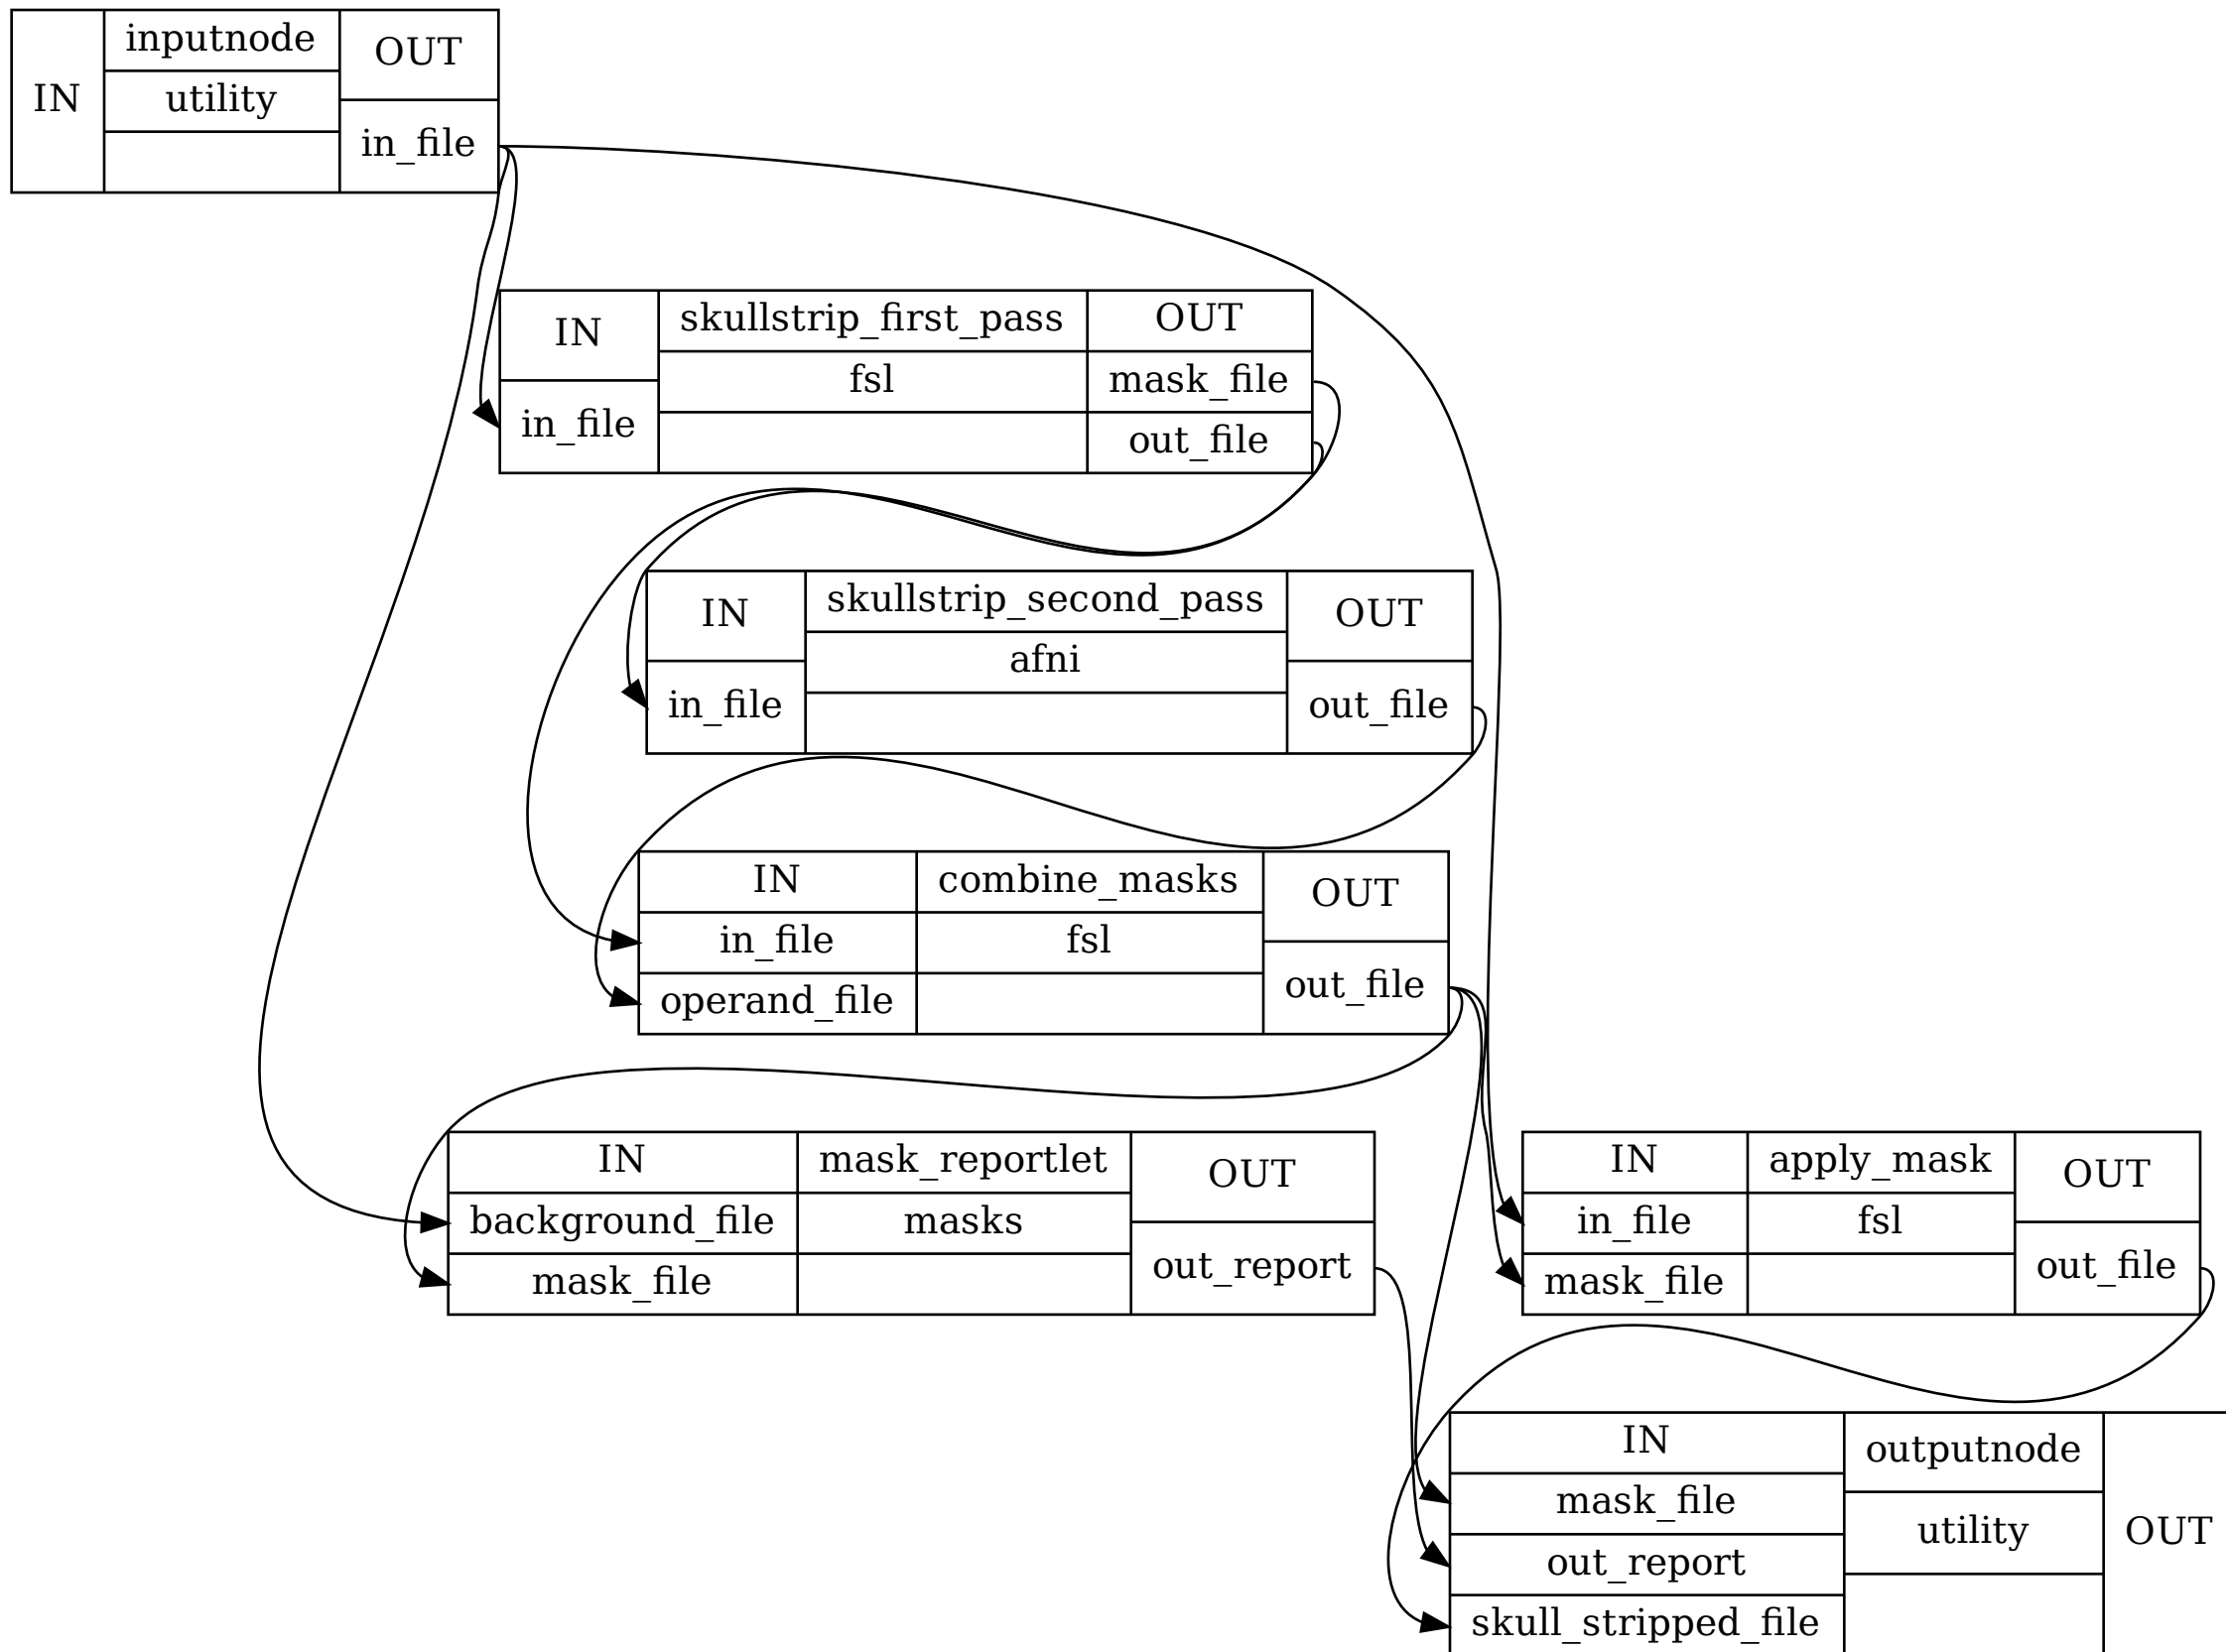 IN
inputnode
utility
OUT
in_file
IN
in_file
skullstrip_first_pass
fsl
OUT
mask_file
out_file
IN
in_file
skullstrip_second_pass
afni
OUT
out_file
IN
in_file
operand_file
combine_masks
fsl
OUT
out_file
IN
background_file
mask_file
mask_reportlet
masks
OUT
out_report
IN
in_file
mask_file
apply_mask
fsl
OUT
out_file
IN
mask_file
out_report
skull_stripped_file
outputnode
utility
OUT